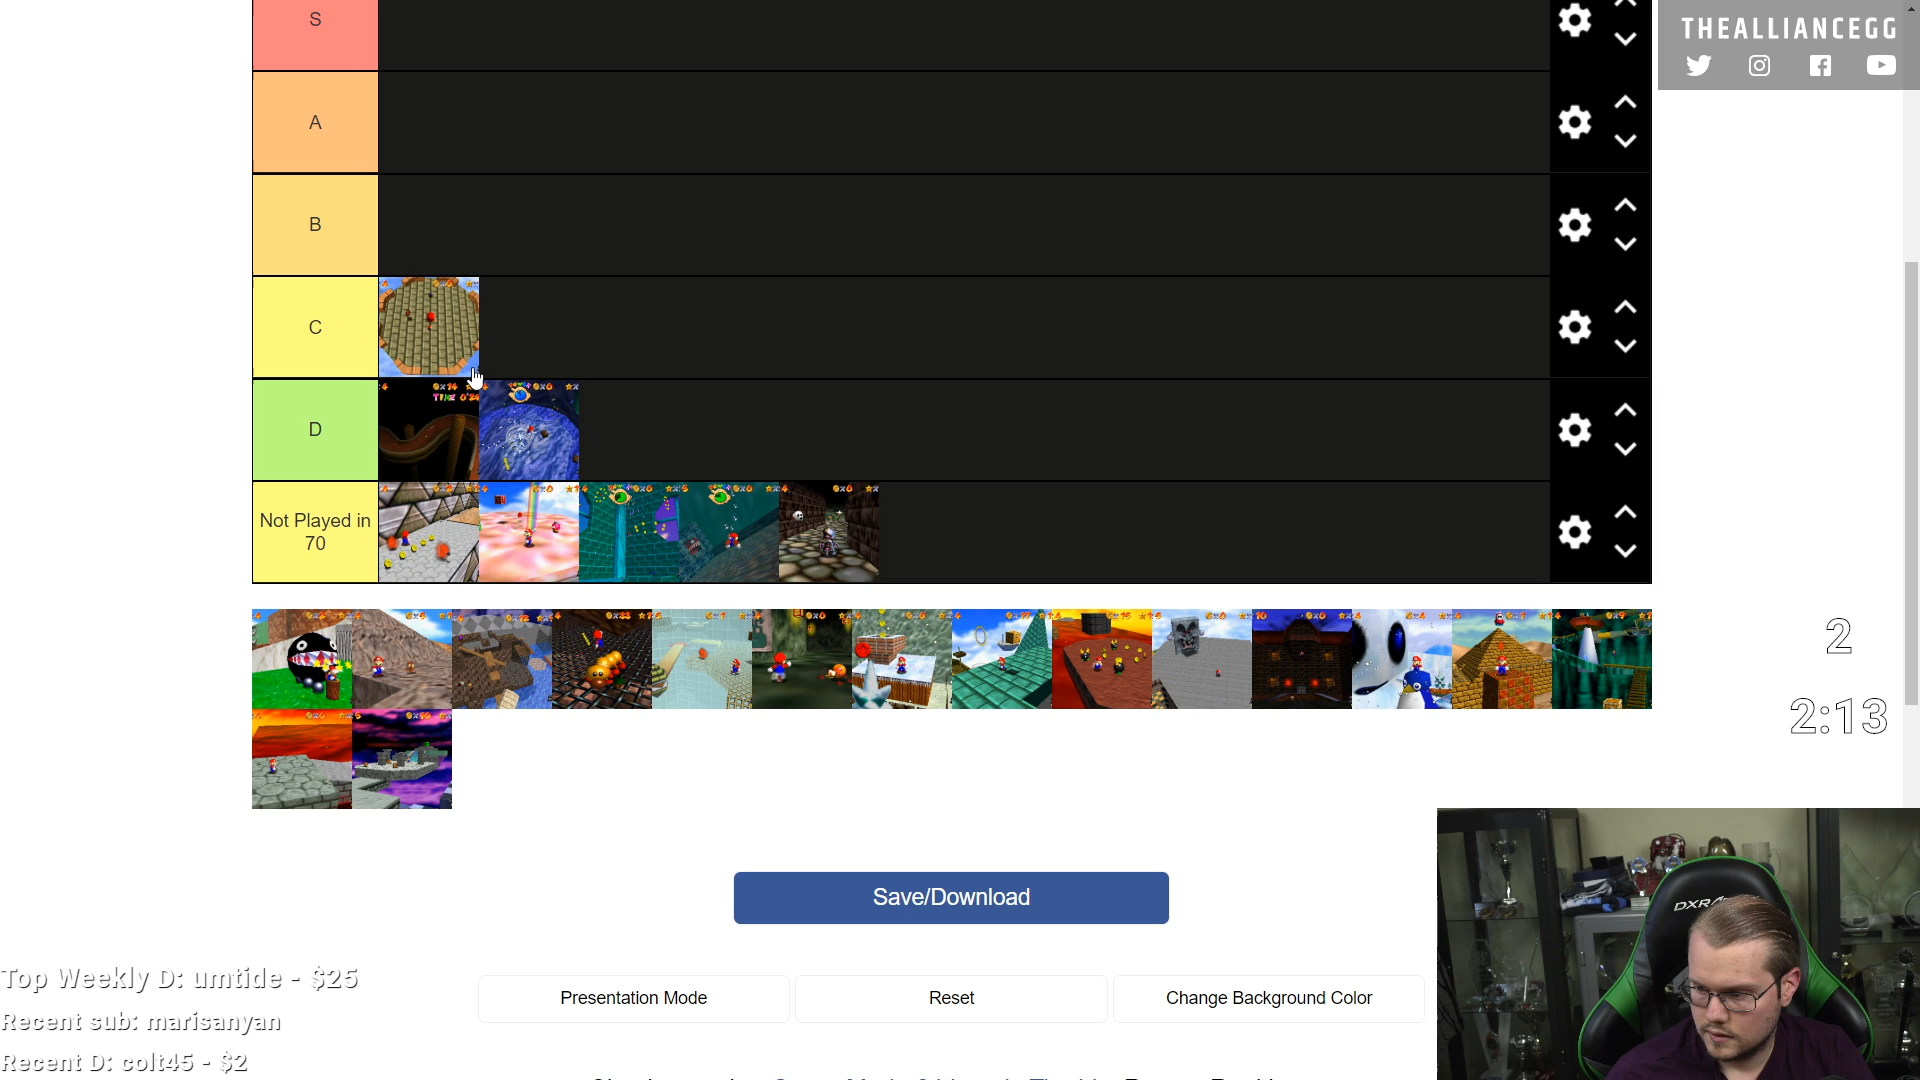 S
THEALLIANCEGG
A
B
C
D
Not Played in
70
2
2:13
Save/Download
DXR
Top Weekly D: umtide - $25
Presentation Mode
Reset
Change Background Color
Recent sub: marisanyan
Recent D: colt45 - $2